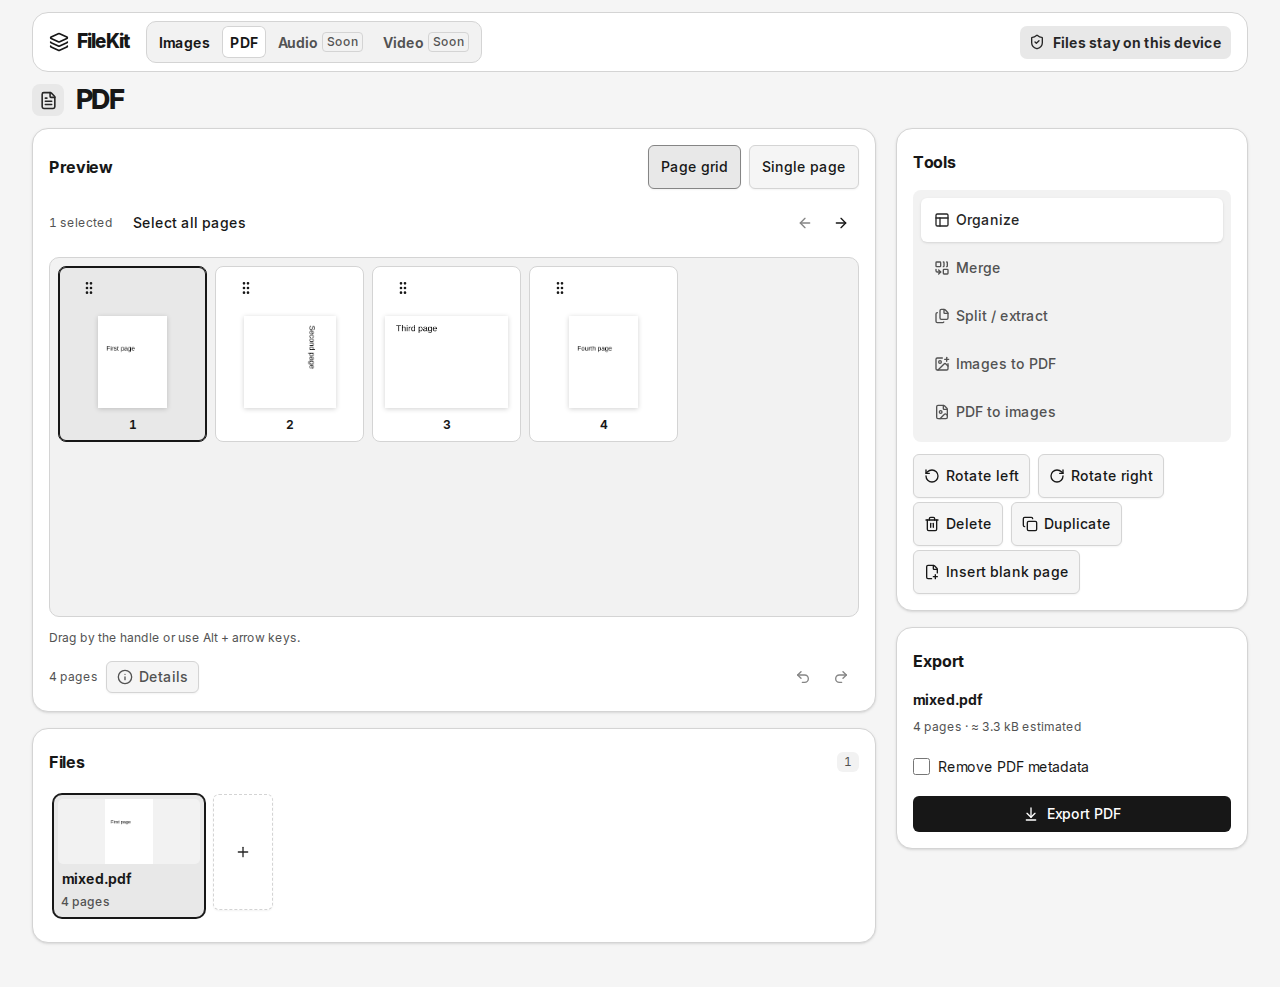 FileKit
Images
PDF
Audio Soon
Video Soon
Files stay on this device
PDF
Preview
Page grid
Single page
1 selected
Select all pages
First page
1
Second page
2
Third page
3
Fourth page
4
Drag by the handle or use Alt + arrow keys.
4 pages
Details
Files
1
First page
mixed.pdf
4 pages
+
Tools
Organize
Merge
Split / extract
Images to PDF
PDF to images
Rotate left
Rotate right
Delete
Duplicate
Insert blank page
Export
mixed.pdf
4 pages · ≈ 3.3 kB estimated
Remove PDF metadata
Export PDF